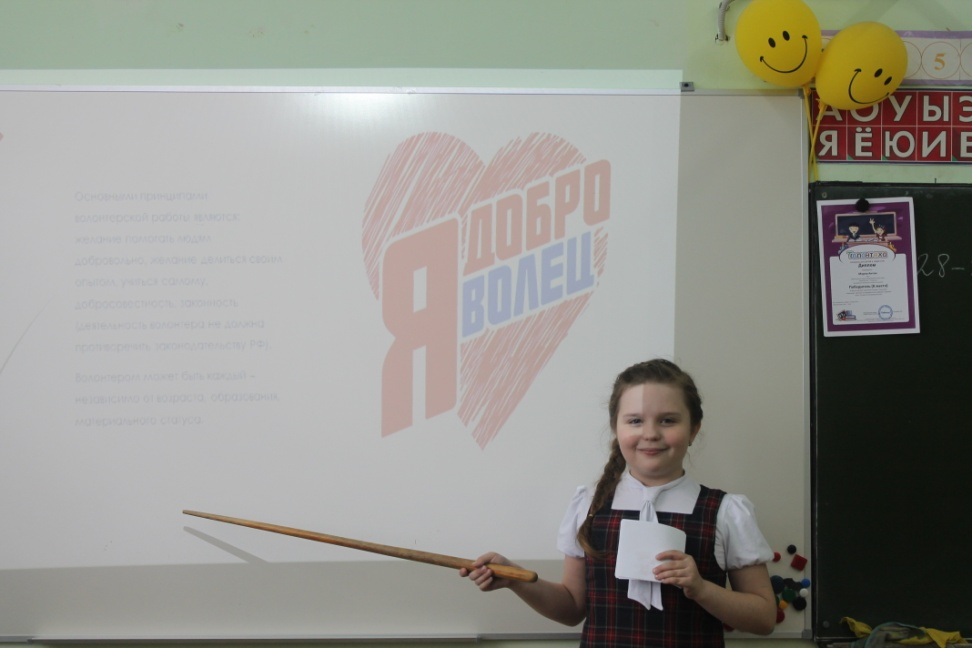 Основными принципами
волонтерской работы являются:
желание помогать людям
добровольно, желание делиться своим
опытом, учиться самому,
добросовестность, законность
(деятельность волонтера не должна
противоречить законодательству РФ).
Волонтером может быть каждый –
независимо от возраста, образования,
материального статуса.
Я ДОБРО
ВОЛЕЦ
5
А О У Ы Э
Я Ё Ю И Е
Диплом
28